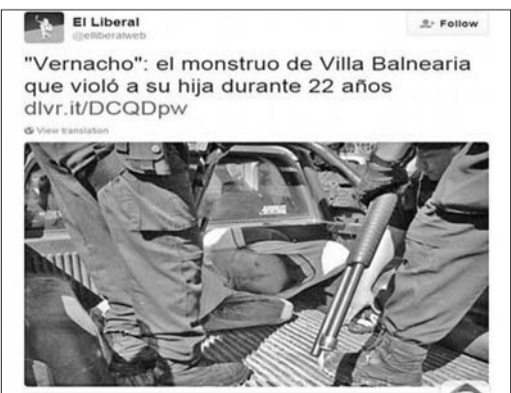 El Liberal
@elliberalweb
Follow
"Vernacho": el monstruo de Villa Balnearia
que violó a su hija durante 22 años
dlvr.it/DCQDpw
View translation